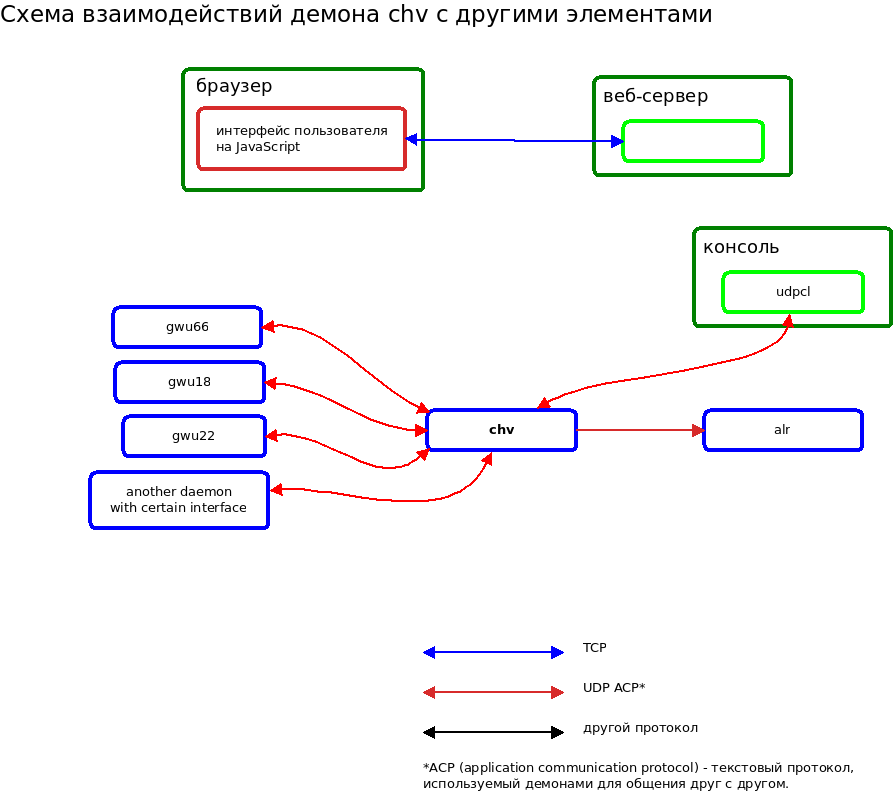 Схема взаимодействий демона chv с другими элементами
браузер
интерфейс пользователя
на JavaScript
веб-сервер
консоль
udpcl
gwu66
gwu18
gwu22
another daemon
with certain interface
chv
alr
TCP
UDP ACP*
другой протокол
*ACP (application communication protocol) - текстовый протокол,
используемый демонами для общения друг с другом.